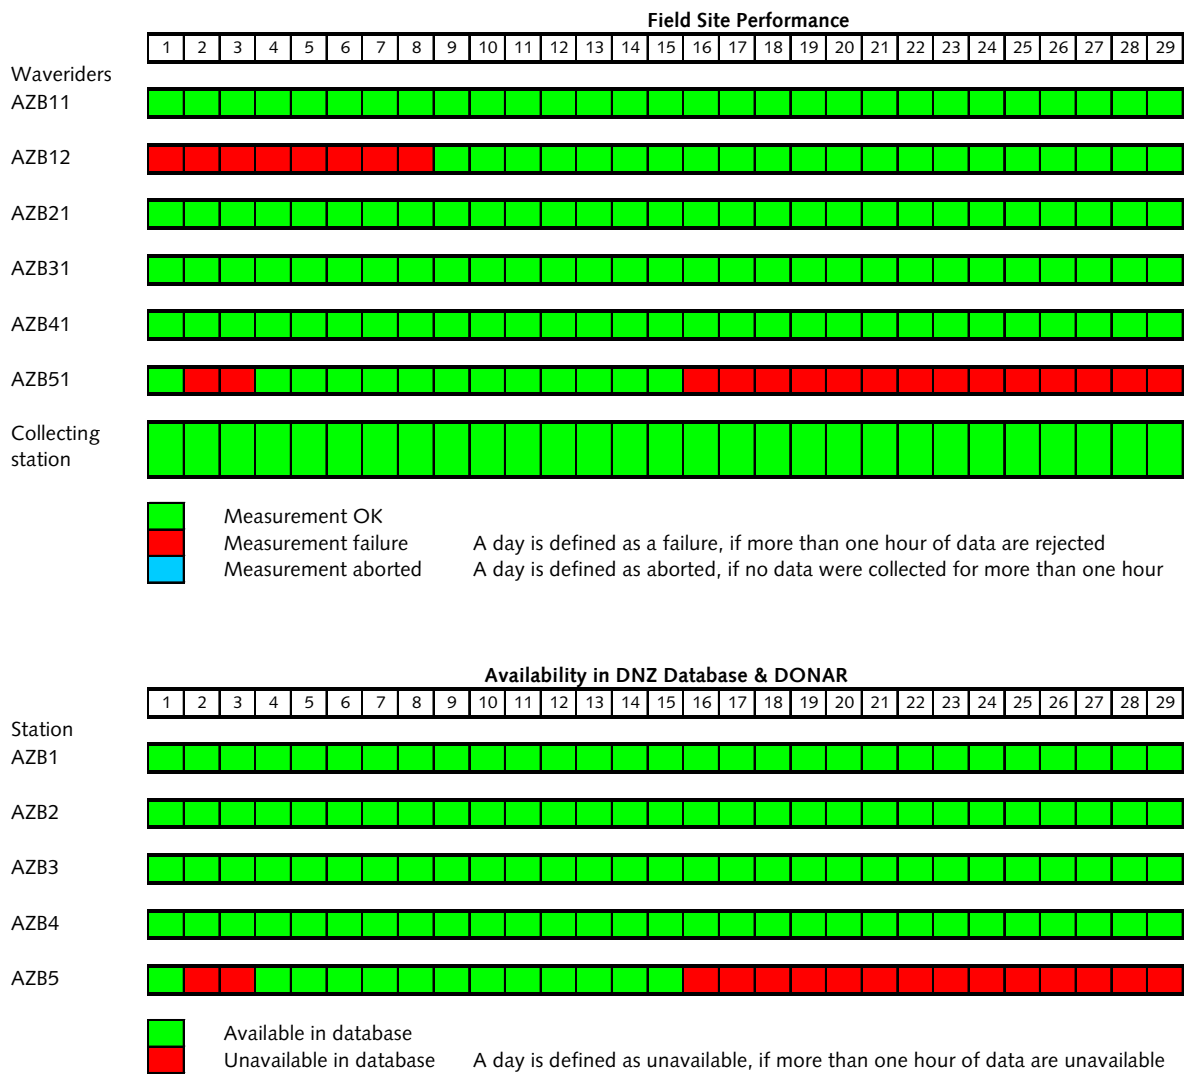 Field Site Performance
1 2 3 4 5 6 7 8 9 10 11 12 13 14 15 16 17 18 19 20 21 22 23 24 25 26 27 28 29
Waveriders
AZB11
AZB12
AZB21
AZB31
AZB41
AZB51
Collecting
station
Measurement OK
Measurement failure A day is defined as a failure, if more than one hour of data are rejected
Measurement aborted A day is defined as aborted, if no data were collected for more than one hour
Availability in DNZ Database & DONAR
1 2 3 4 5 6 7 8 9 10 11 12 13 14 15 16 17 18 19 20 21 22 23 24 25 26 27 28 29
Station
AZB1
AZB2
AZB3
AZB4
AZB5
Available in database
Unavailable in database A day is defined as unavailable, if more than one hour of data are unavailable